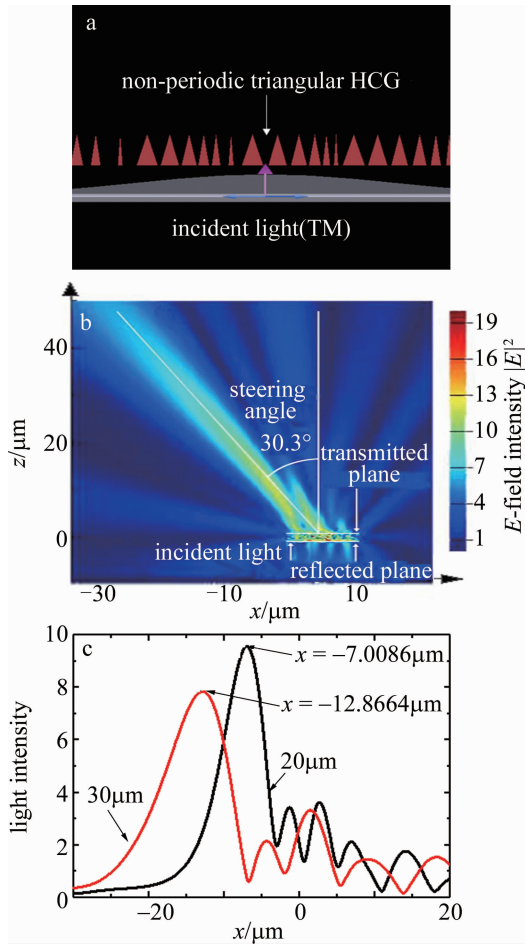 a
non-periodic triangular HCG
incident light(TM)
b
40
20
0
z/μm
steering
angle
30.3°
transmitted
plane
incident light
reflected plane
−30
−10
10
x/μm
19
16
13
10
7
4
1
E-field intensity |E|²
c
10
8
6
4
2
0
light intensity
x = −7.0086μm
x = −12.8664μm
20μm
30μm
−20
−10
0
10
20
x/μm